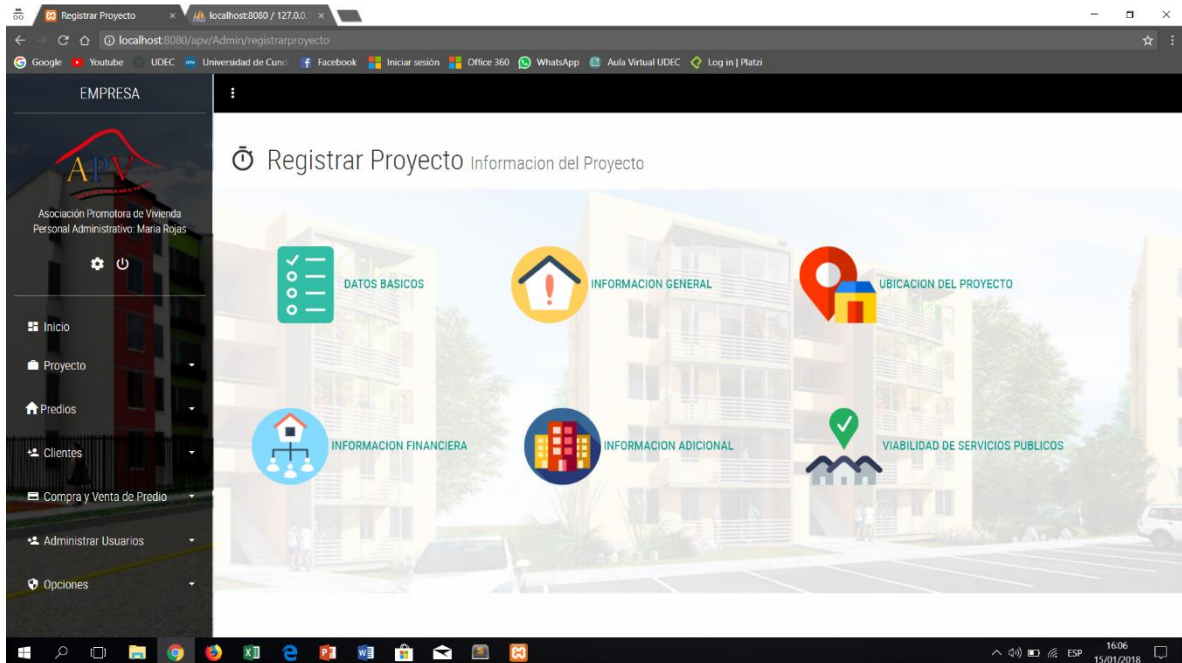 Registrar Proyecto
localhost:8080 / 127.0.0.
localhost:8080/apv/Admin/registrarproyecto
Google Youtube UDEC Universidad de Cund Facebook Iniciar sesión Office 360 WhatsApp Aula Virtual UDEC Log in | Platzi
EMPRESA
APV
Asociación Promotora de Vivienda
Personal Administrativo: Maria Rojas
Inicio
Proyecto
Predios
Clientes
Compra y Venta de Predio
Administrar Usuarios
Opciones
Registrar Proyecto Informacion del Proyecto
DATOS BASICOS
INFORMACION GENERAL
UBICACION DEL PROYECTO
INFORMACION FINANCIERA
INFORMACION ADICIONAL
VIABILIDAD DE SERVICIOS PUBLICOS
ESP
16:06
15/01/2018